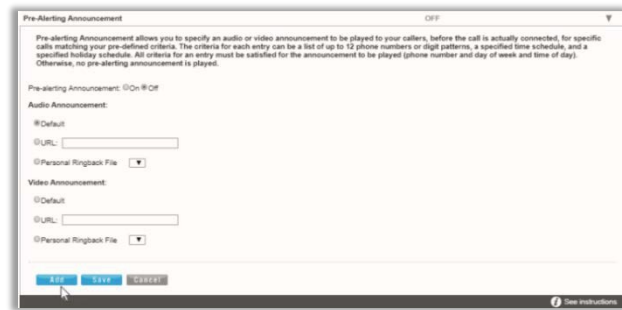 Pre-Alerting Announcement OFF
Pre-alerting Announcement allows you to specify an audio or video announcement to be played to your callers, before the call is actually connected, for specific
calls matching your pre-defined criteria. The criteria for each entry can be a list of up to 12 phone numbers or digit patterns, a specified time schedule, and a
specified holiday schedule. All criteria for an entry must be satisfied for the announcement to be played (phone number and day of week and time of day).
Otherwise, no pre-alerting announcement is played.
Pre-alerting Announcement: On Off
Audio Announcement:
Default
URL:
Personal Ringback File
Video Announcement:
Default
URL:
Personal Ringback File
Add Save Cancel
See instructions